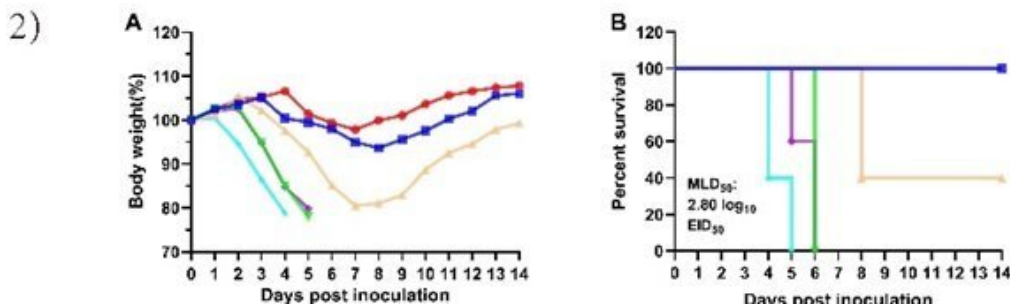 2)
A
Body weight(%)
120
110
100
90
80
70
0 1 2 3 4 5 6 7 8 9 10 11 12 13 14
Days post inoculation
B
Percent survival
120
100
80
60
40
20
0
MLD50:
2.80 log10
EID50
0 1 2 3 4 5 6 7 8 9 10 11 12 13 14
Days post inoculation